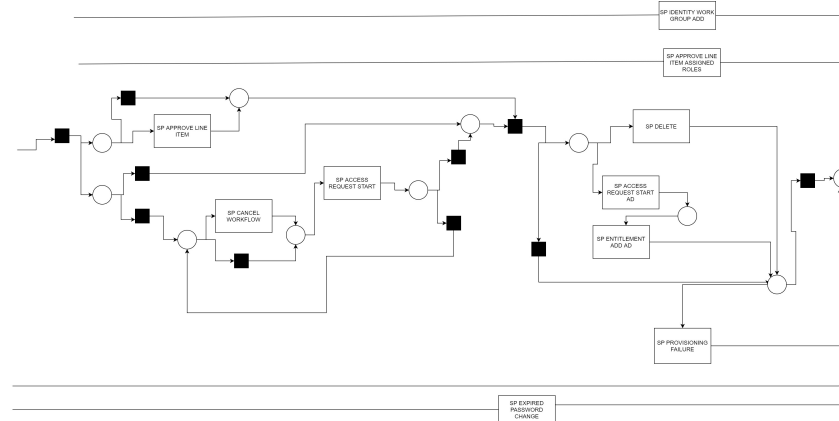 SP IDENTITY WORK
GROUP ADD
SP APPROVE LINE
ITEM ASSIGNED
ROLES
SP APPROVE LINE
ITEM
SP DELETE
SP ACCESS
REQUEST START
SP ACCESS
REQUEST START
AD
SP CANCEL
WORKFLOW
SP ENTITLEMENT
ADD AD
SP PROVISIONING
FAILURE
SP EXPIRED
PASSWORD
CHANGE